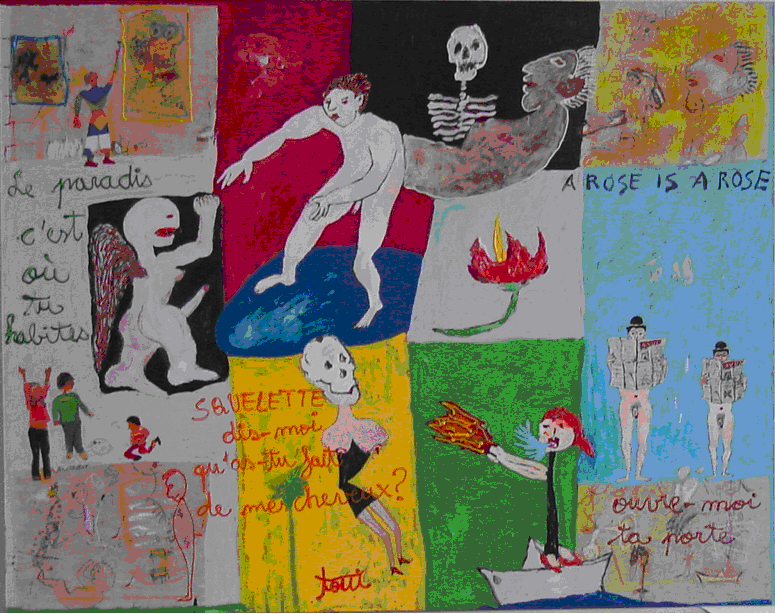 Le paradis
c'est
où
tu
habites
A ROSE IS A ROSE
SQUELETTE
dis-moi
qu'as-tu fait
de mes cheveux?
tout
ouvre-moi
ta porte